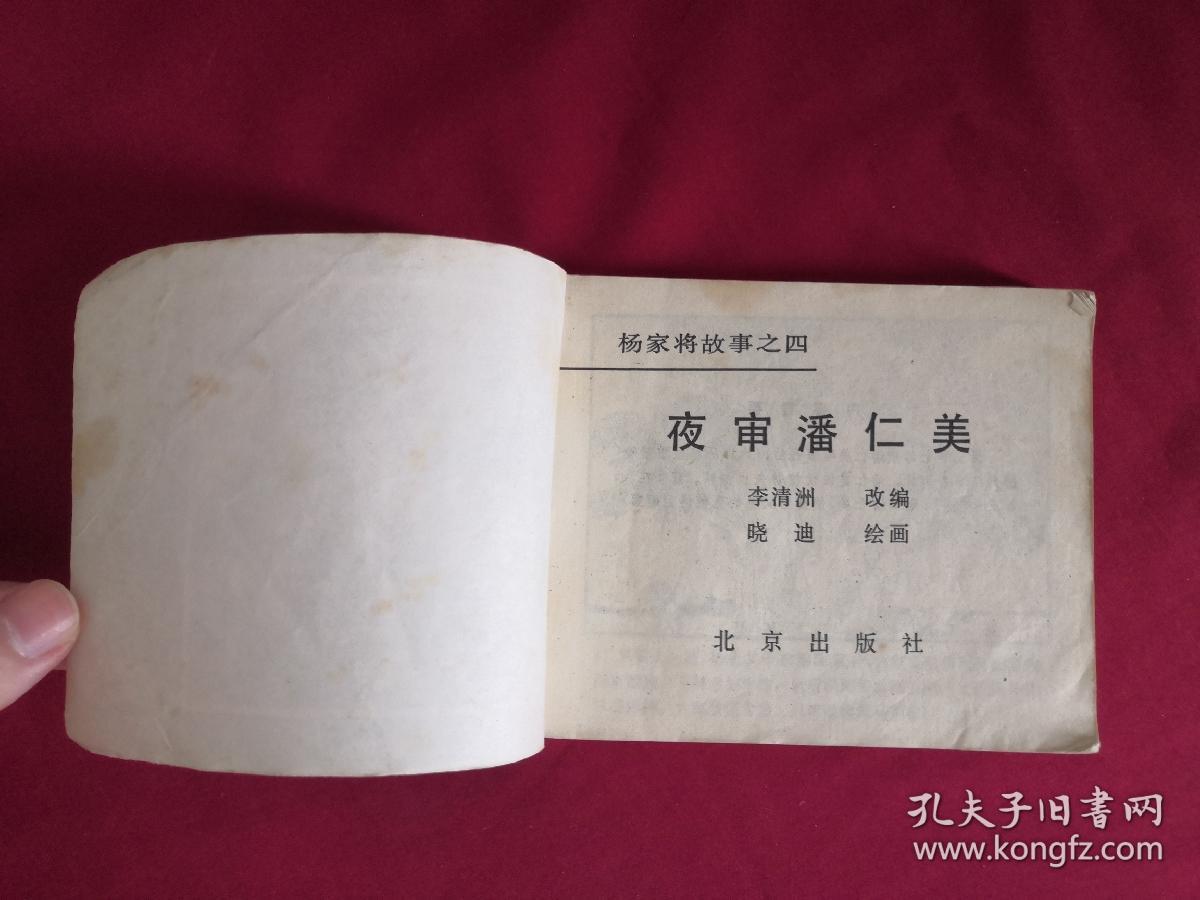 杨家将故事之四
夜审潘仁美
李清洲 改编
晓迪 绘画
北京出版社
孔夫子旧书网
www.kongfz.com